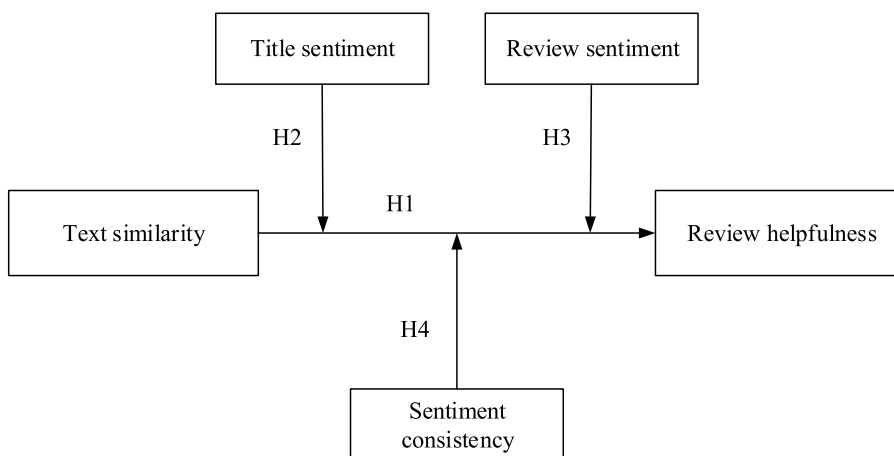 Title sentiment
Review sentiment
H2
H3
H1
Text similarity
Review helpfulness
H4
Sentiment
consistency